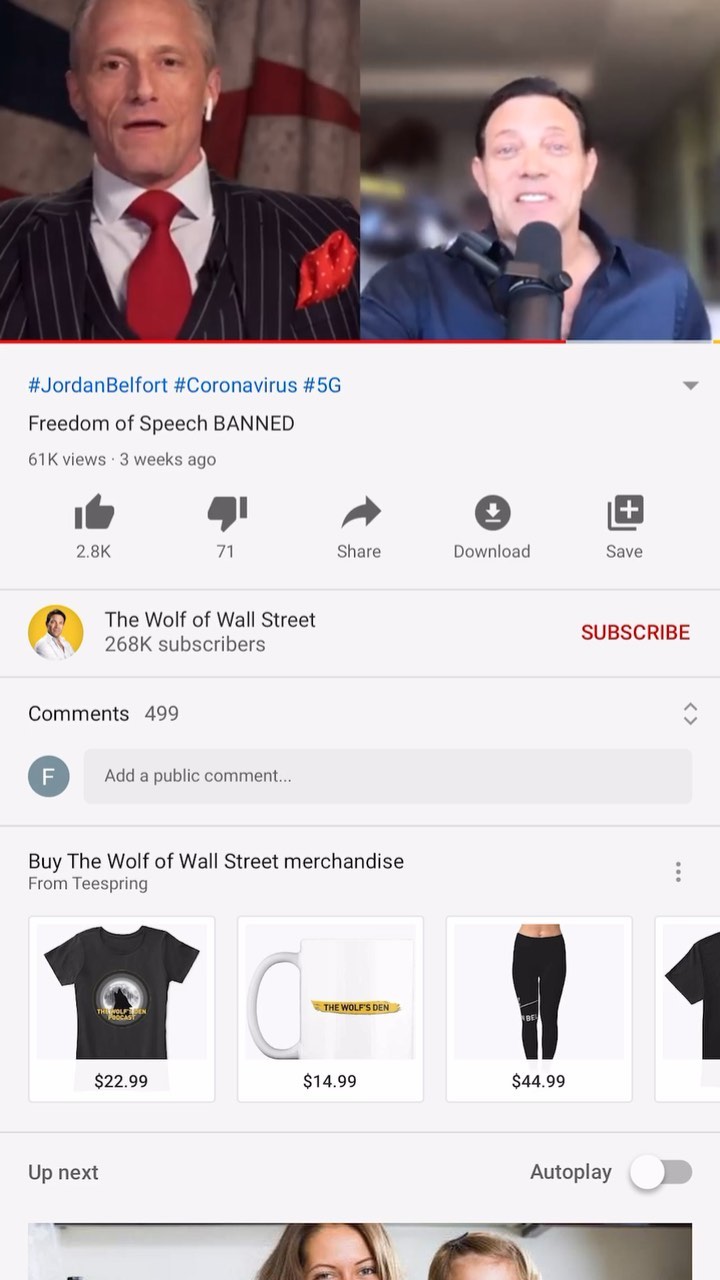 #JordanBelfort #Coronavirus #5G
Freedom of Speech BANNED
61K views · 3 weeks ago
2.8K
71
Share
Download
Save
The Wolf of Wall Street
268K subscribers
SUBSCRIBE
Comments 499
F
Add a public comment...
Buy The Wolf of Wall Street merchandise
From Teespring
THE WOLF'S DEN
PODCAST
THE WOLF'S DEN
$22.99
$14.99
$44.99
Up next
Autoplay